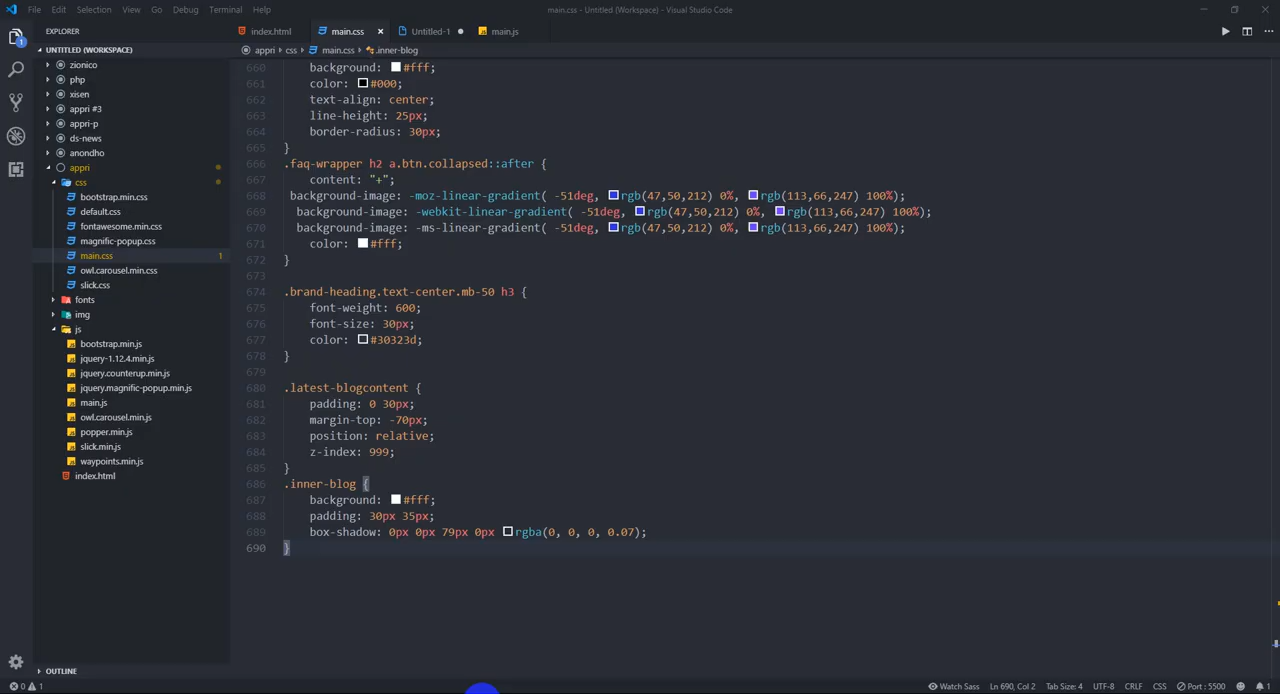 File Edit Selection View Go Debug Terminal Help
main.css - Untitled (Workspace) - Visual Studio Code
EXPLORER
index.html
main.css
Untitled-1
main.js
UNTITLED (WORKSPACE)
appri › css › main.css › .inner-blog
zionico
php
xisen
appri #3
appri-p
ds-news
anondho
appri
css
bootstrap.min.css
default.css
fontawesome.min.css
magnific-popup.css
main.css 1
owl.carousel.min.css
slick.css
fonts
img
js
bootstrap.min.js
jquery-1.12.4.min.js
jquery.counterup.min.js
jquery.magnific-popup.min.js
main.js
owl.carousel.min.js
popper.min.js
slick.min.js
waypoints.min.js
index.html
OUTLINE
660 background: #fff;
661 color: #000;
662 text-align: center;
663 line-height: 25px;
664 border-radius: 30px;
665 }
666 .faq-wrapper h2 a.btn.collapsed::after {
667 content: "+";
668 background-image: -moz-linear-gradient( -51deg, rgb(47,50,212) 0%, rgb(113,66,247) 100%);
669 background-image: -webkit-linear-gradient( -51deg, rgb(47,50,212) 0%, rgb(113,66,247) 100%);
670 background-image: -ms-linear-gradient( -51deg, rgb(47,50,212) 0%, rgb(113,66,247) 100%);
671 color: #fff;
672 }
673
674 .brand-heading.text-center.mb-50 h3 {
675 font-weight: 600;
676 font-size: 30px;
677 color: #30323d;
678 }
679
680 .latest-blogcontent {
681 padding: 0 30px;
682 margin-top: -70px;
683 position: relative;
684 z-index: 999;
685 }
686 .inner-blog {
687 background: #fff;
688 padding: 30px 35px;
689 box-shadow: 0px 0px 79px 0px rgba(0, 0, 0, 0.07);
690 }
0 1
Watch Sass Ln 690, Col 2 Tab Size: 4 UTF-8 CRLF CSS Port : 5500 1